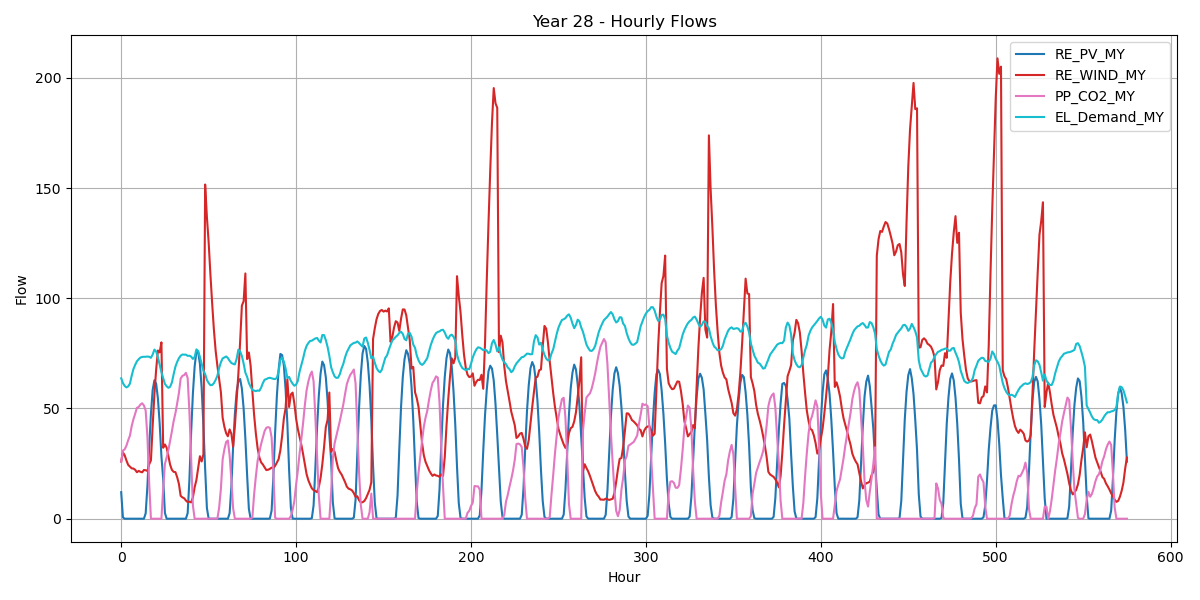 Year 28 - Hourly Flows
Flow
200
150
100
50
0
RE_PV_MY
RE_WIND_MY
PP_CO2_MY
EL_Demand_MY
0 100 200 300 400 500 600
Hour